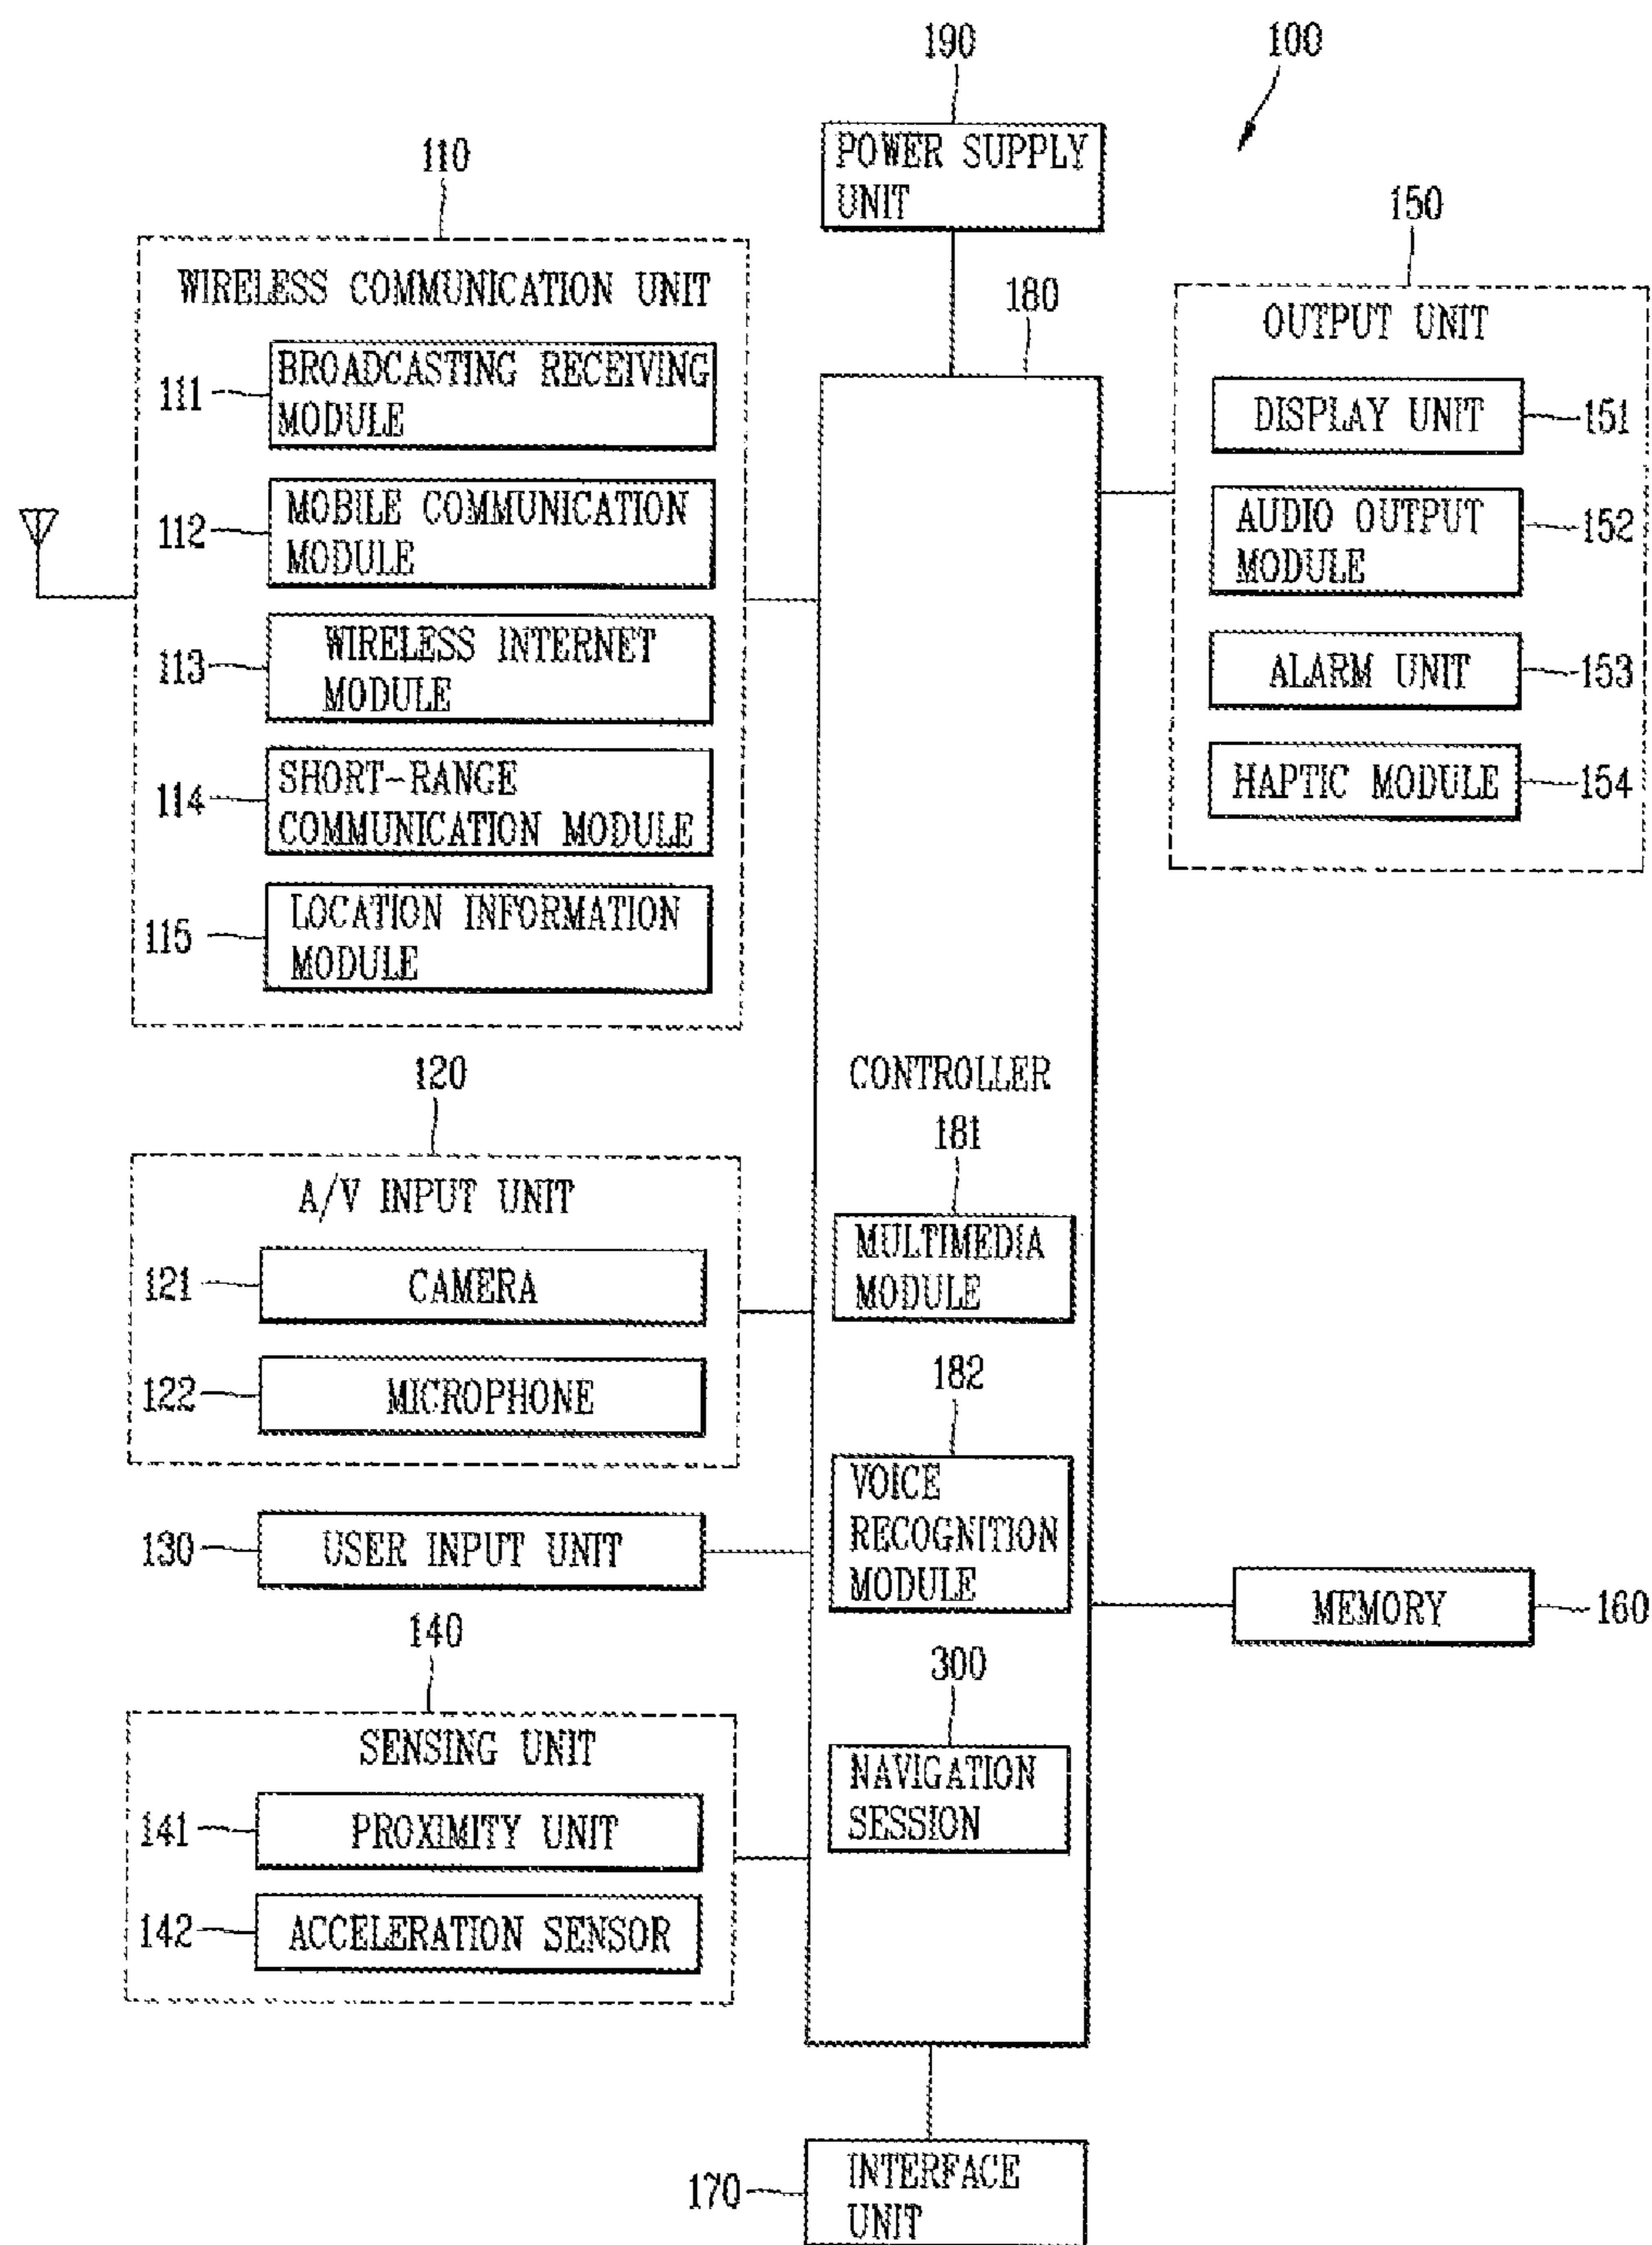 190
100
POWER SUPPLY
UNIT
110
WIRELESS COMMUNICATION UNIT
111
BROADCASTING RECEIVING
MODULE
112
MOBILE COMMUNICATION
MODULE
113
WIRELESS INTERNET
MODULE
114
SHORT-RANGE
COMMUNICATION MODULE
115
LOCATION INFORMATION
MODULE
120
A/V INPUT UNIT
121
CAMERA
122
MICROPHONE
130
USER INPUT UNIT
140
SENSING UNIT
141
PROXIMITY UNIT
142
ACCELERATION SENSOR
180
CONTROLLER
181
MULTIMEDIA
MODULE
182
VOICE
RECOGNITION
MODULE
300
NAVIGATION
SESSION
150
OUTPUT UNIT
DISPLAY UNIT
151
AUDIO OUTPUT
MODULE
152
ALARM UNIT
153
HAPTIC MODULE
154
MEMORY
160
170
INTERFACE
UNIT